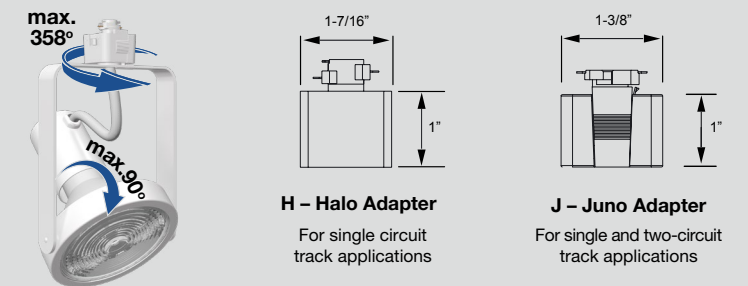 max.
358º
max.90º
1-7/16”
1”
H – Halo Adapter
For single circuit
track applications
1-3/8”
1”
J – Juno Adapter
For single and two-circuit
track applications